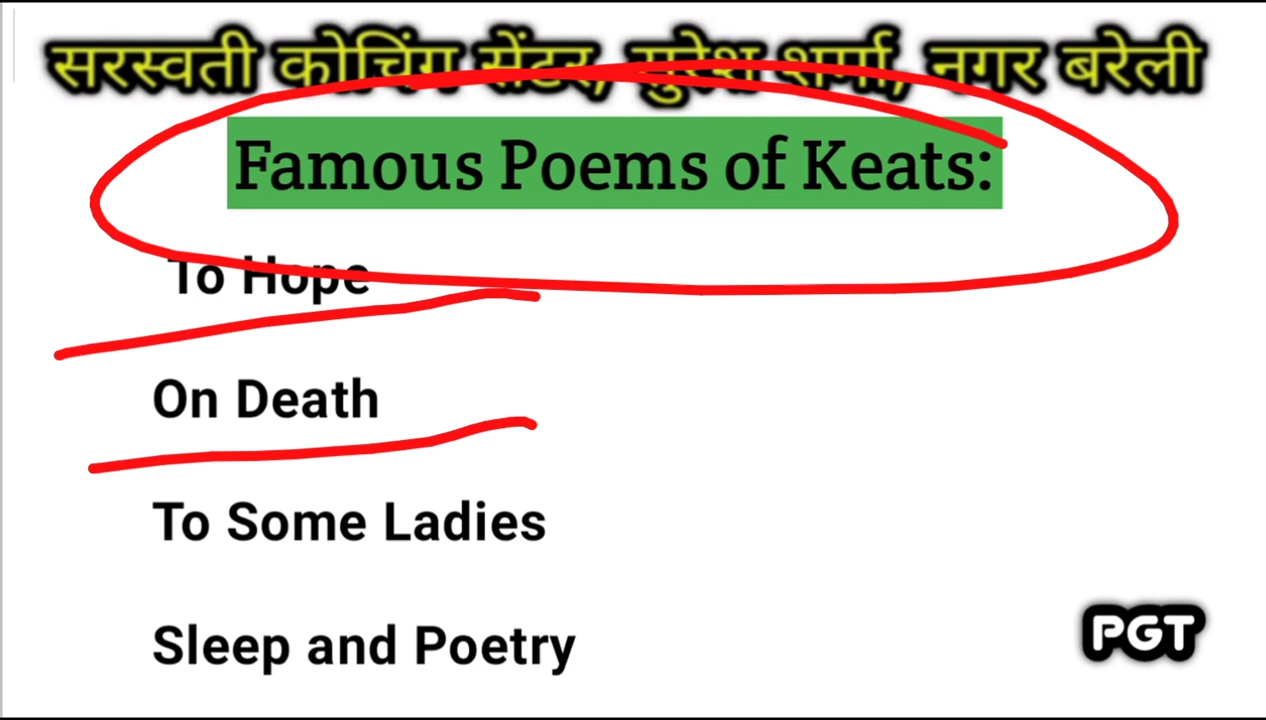 सरस्वती कोचिंग सेंटर, सुरेश शर्मा, नगर बरेली
Famous Poems of Keats:
To Hope
On Death
To Some Ladies
Sleep and Poetry
PGT